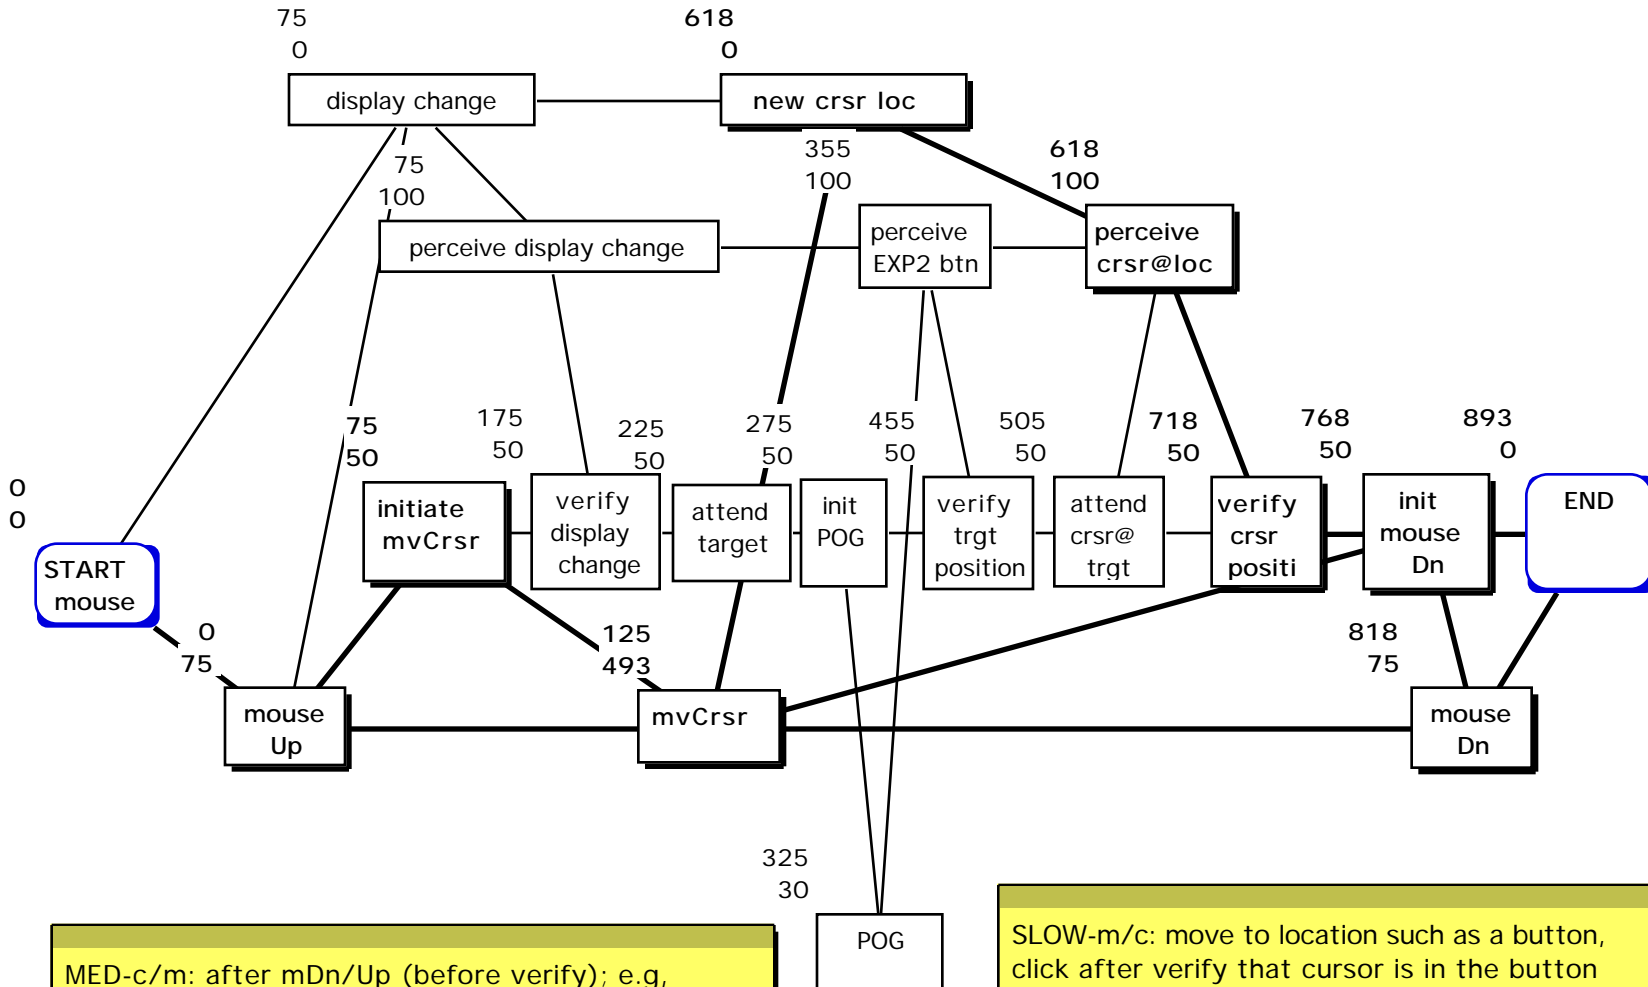 75
0
618
0
display change
new crsr loc
75
100
355
100
618
100
perceive display change
perceive
EXP2 btn
perceive
crsr@loc
0
0
75
50
175
50
225
50
275
50
455
50
505
50
718
50
768
50
893
0
START
mouse
initiate
mvCrsr
verify
display
change
attend
target
init
POG
verify
trgt
position
attend
crsr@
trgt
verify
crsr
positi
init
mouse
Dn
END
0
75
125
493
818
75
mouse
Up
mvCrsr
mouse
Dn
325
30
POG
MED-c/m: after mDn/Up (before verify); e.g,
SLOW-m/c: move to location such as a button,
click after verify that cursor is in the button